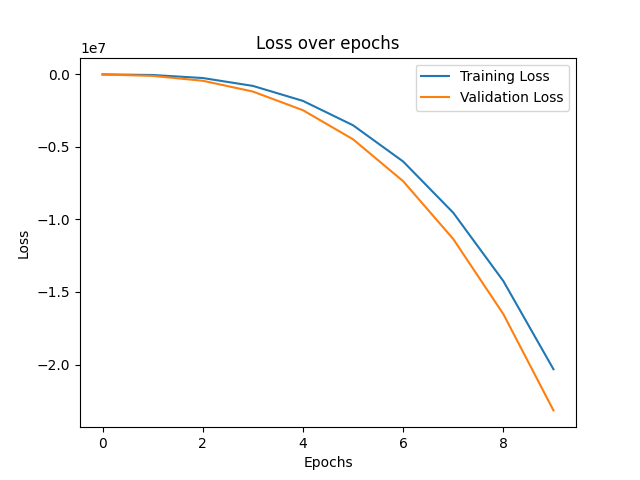 Loss over epochs
1e7
0.0
−0.5
−1.0
−1.5
−2.0
Loss
Training Loss
Validation Loss
0 2 4 6 8
Epochs